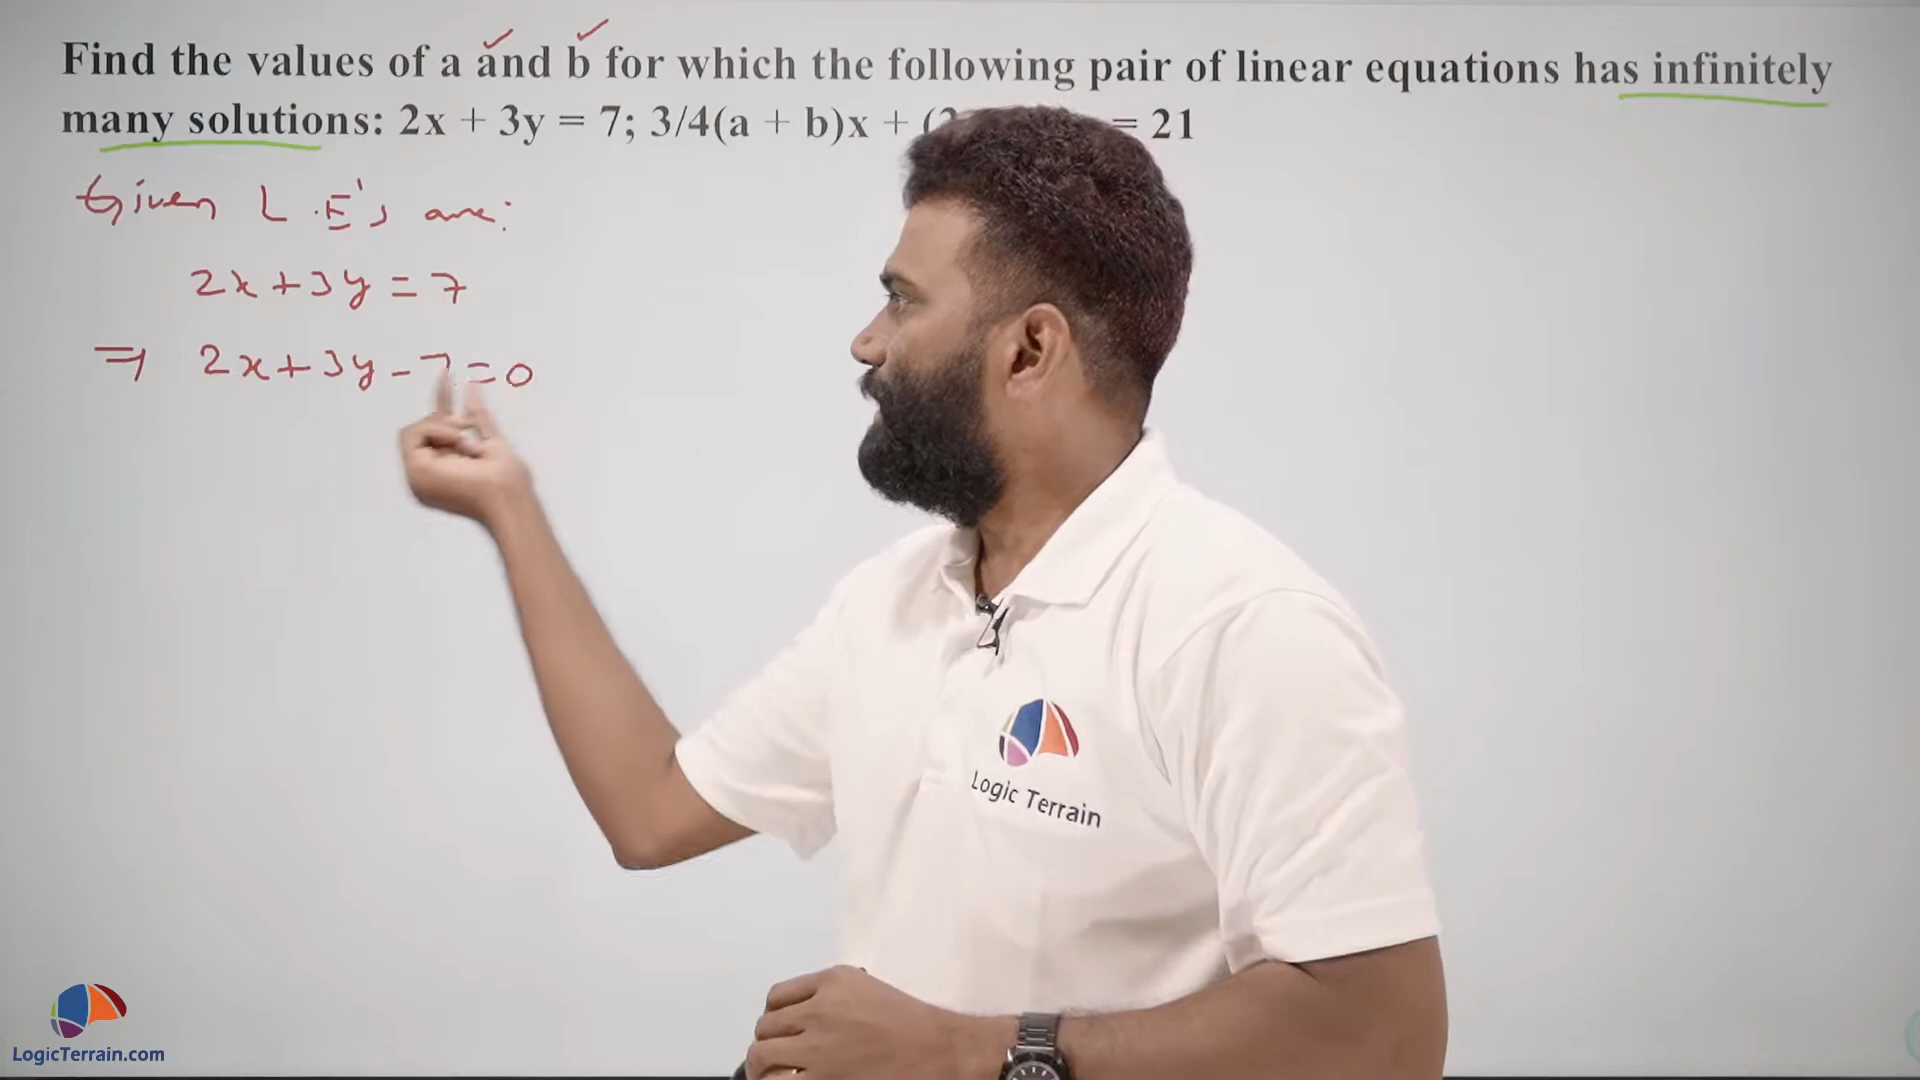 Find the values of a and b for which the following pair of linear equations has infinitely
many solutions: 2x + 3y = 7; 3/4(a + b)x + ( = 21
Given L.E's are:
2x+3y=7
⇒ 2x+3y-7=0
Logic Terrain
LogicTerrain.com